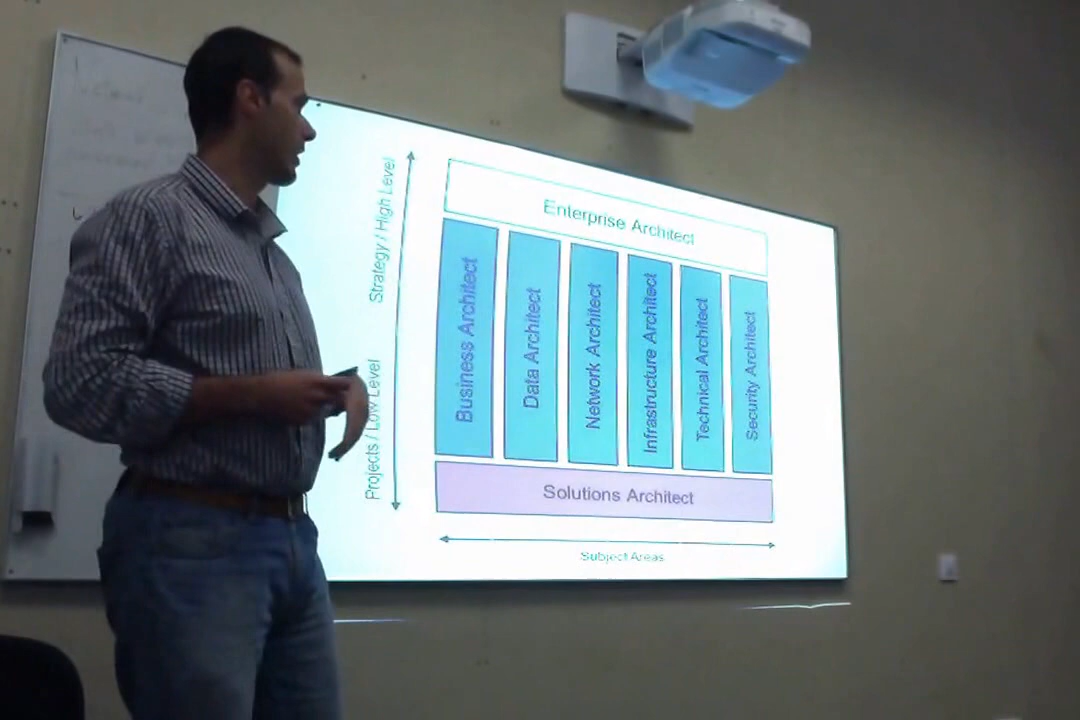 Strategy / High Level
Projects / Low Level
Enterprise Architect
Business Architect
Data Architect
Network Architect
Infrastructure Architect
Technical Architect
Security Architect
Solutions Architect
Subject Areas